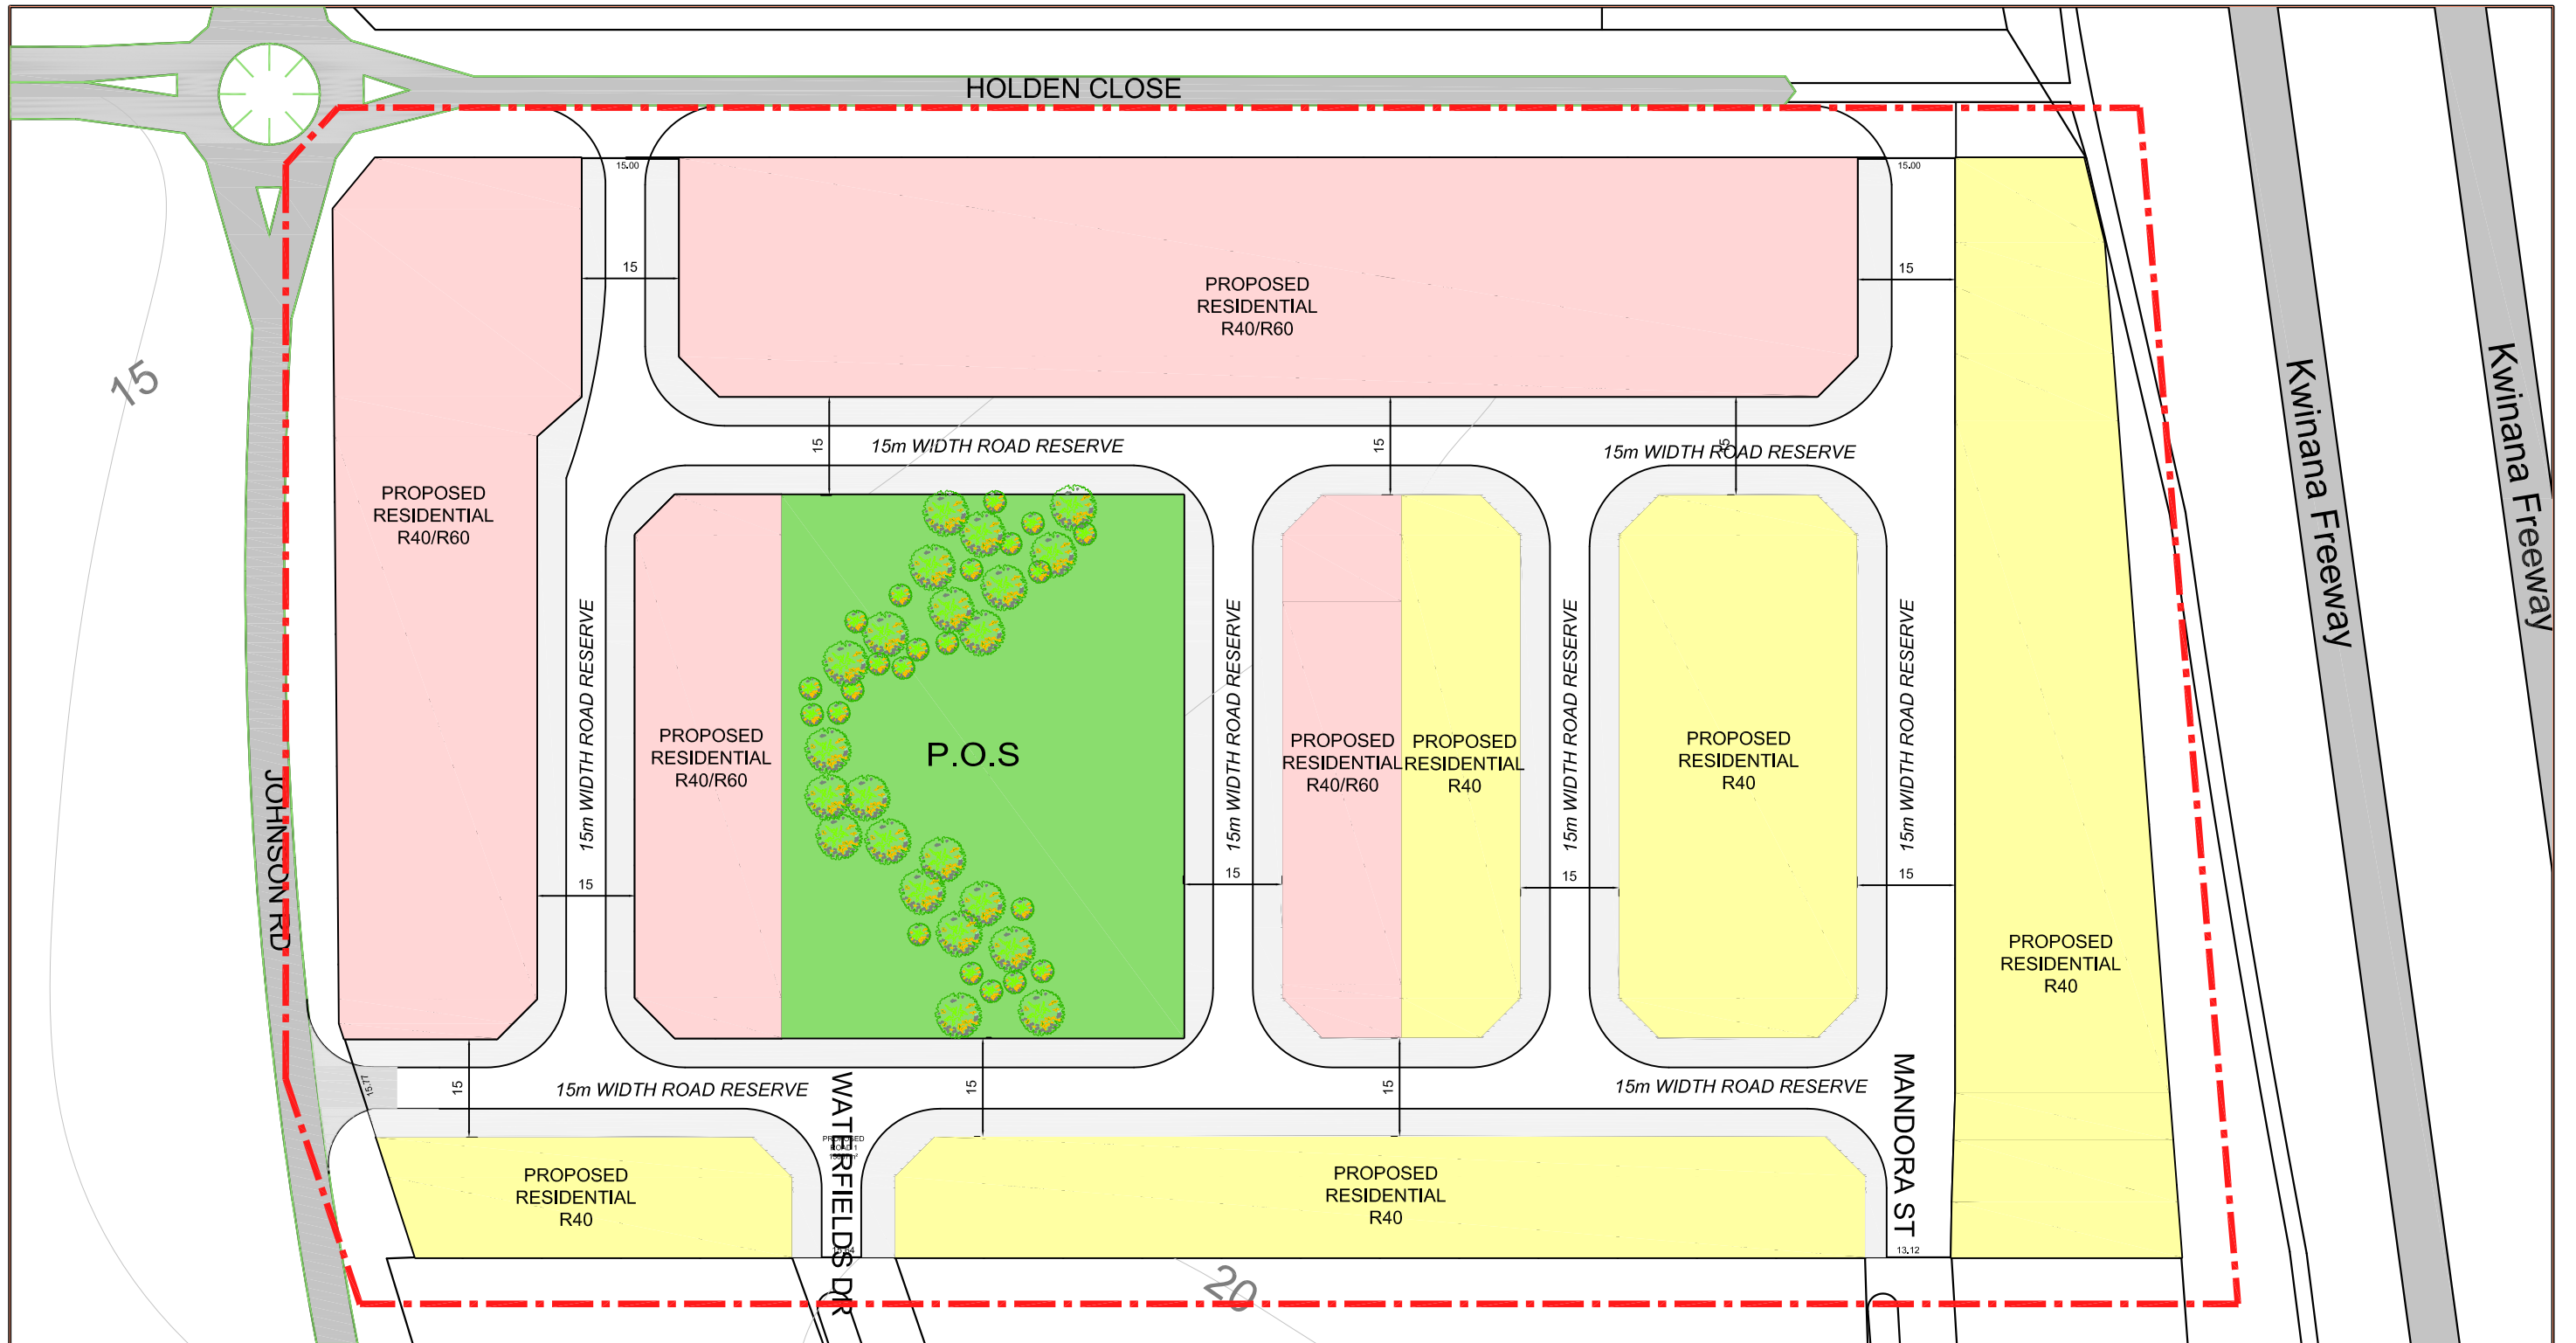 HOLDEN CLOSE
15.00
15.00
15
15
PROPOSED
RESIDENTIAL
R40/R60
15
Kwinana Freeway
Kwinana Freeway
15
15m WIDTH ROAD RESERVE
15
15
15m WIDTH ROAD RESERVE
PROPOSED
RESIDENTIAL
R40/R60
15m WIDTH ROAD RESERVE
15m WIDTH ROAD RESERVE
15m WIDTH ROAD RESERVE
15m WIDTH ROAD RESERVE
PROPOSED
RESIDENTIAL
R40/R60
P.O.S
PROPOSED
RESIDENTIAL
R40/R60
PROPOSED
RESIDENTIAL
R40
PROPOSED
RESIDENTIAL
R40
JOHNSON RD
15
15
15
15
PROPOSED
RESIDENTIAL
R40
15.77
15
15m WIDTH ROAD RESERVE
WATERFIELDS DR
15
15
15m WIDTH ROAD RESERVE
MANDORA ST
PROPOSED
PROPOSED
RESIDENTIAL
R40
PROPOSED
RESIDENTIAL
R40
13.12
20